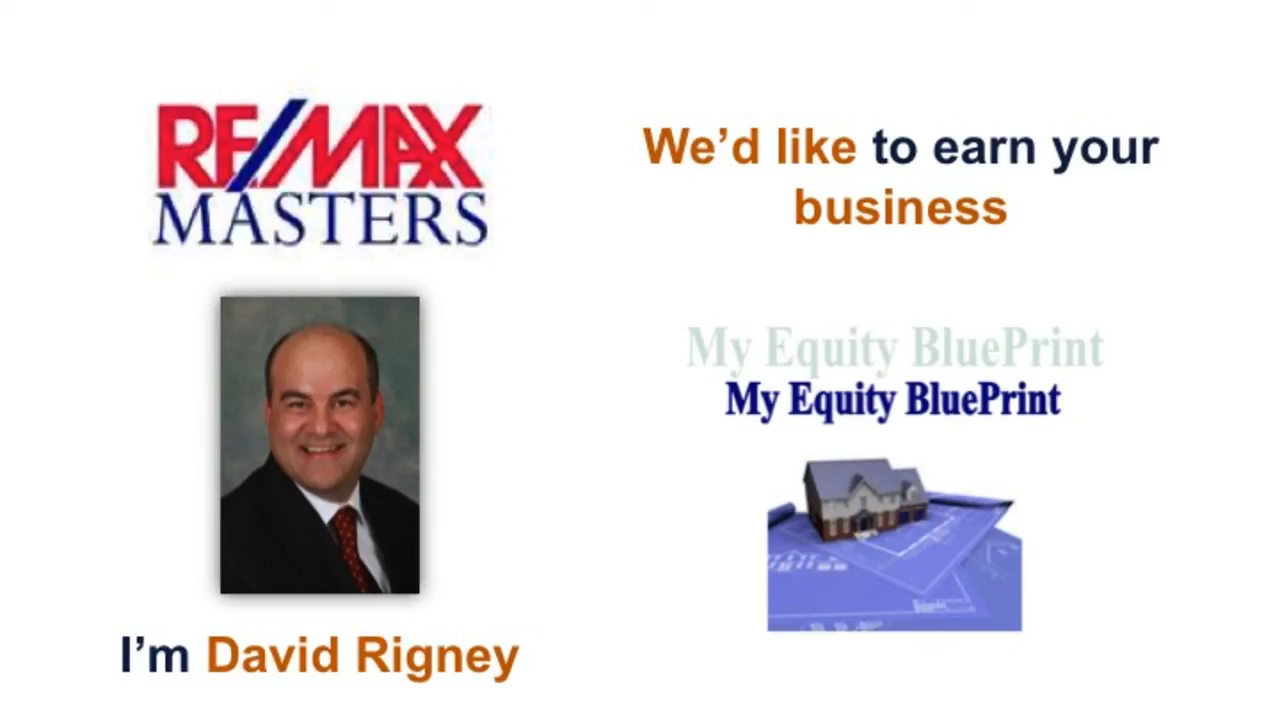 RE/MAX
MASTERS
I’m David Rigney
We’d like to earn your
business
My Equity BluePrint
My Equity BluePrint